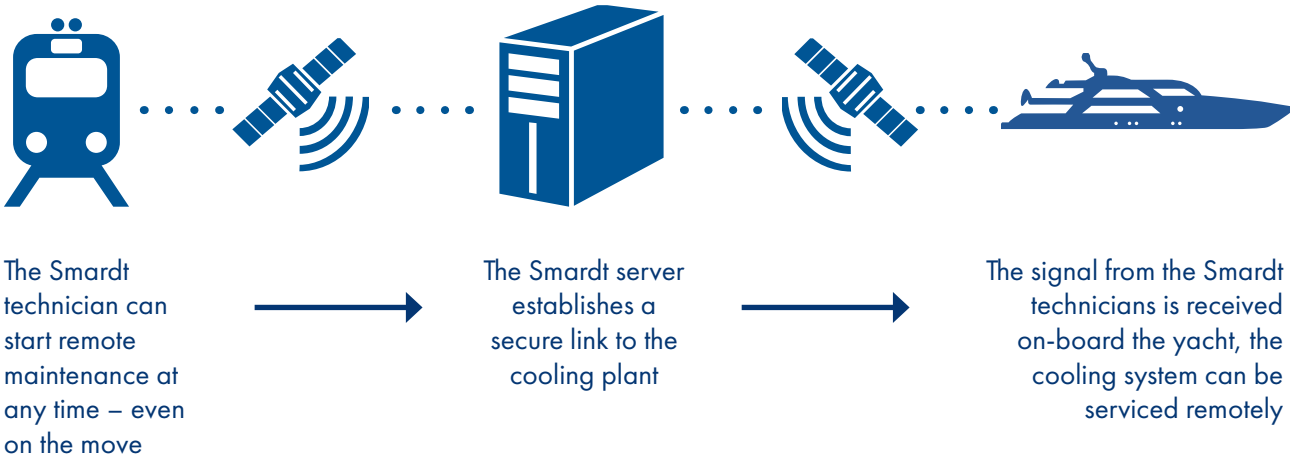 The Smardt
technician can
start remote
maintenance at
any time – even
on the move
The Smardt server
establishes a
secure link to the
cooling plant
The signal from the Smardt
technicians is received
on-board the yacht, the
cooling system can be
serviced remotely